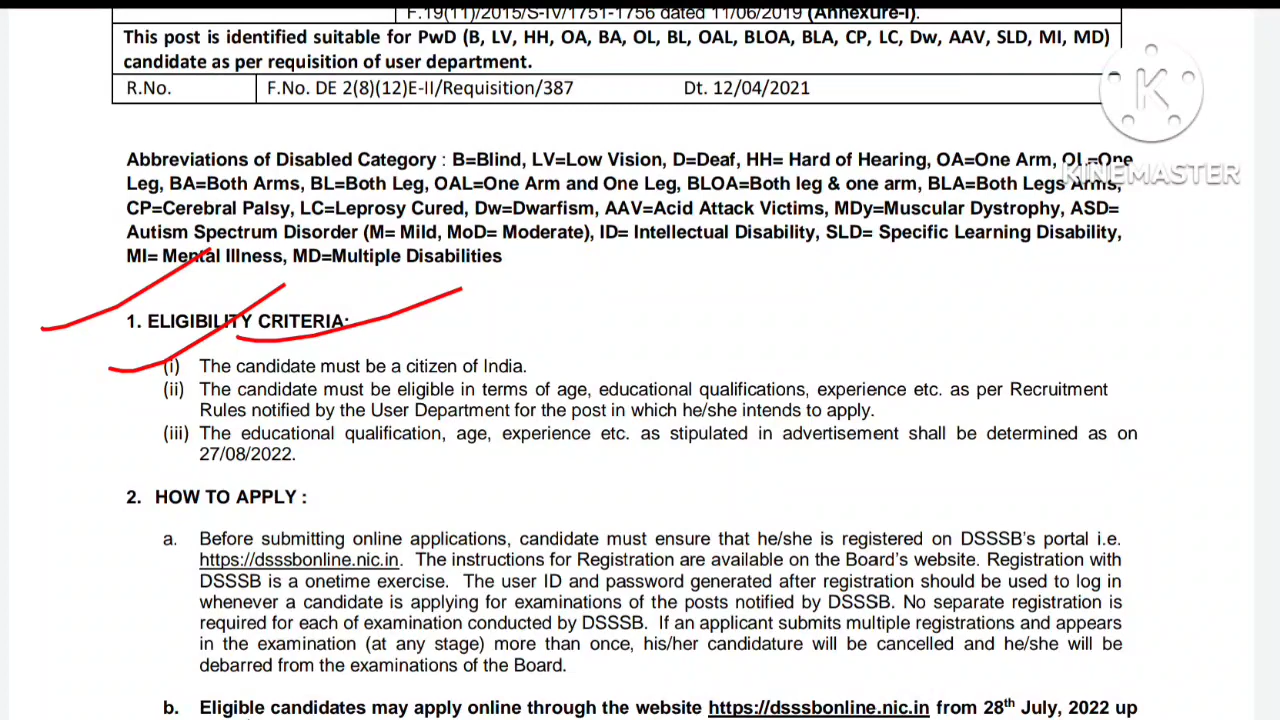 F.19(11)/2015/S-IV/1751-1756 dated 11/06/2019 (Annexure-I).
This post is identified suitable for PwD (B, LV, HH, OA, BA, OL, BL, OAL, BLOA, BLA, CP, LC, Dw, AAV, SLD, MI, MD)
candidate as per requisition of user department.
R.No. F.No. DE 2(8)(12)E-II/Requisition/387 Dt. 12/04/2021
K
KINEMASTER
Abbreviations of Disabled Category : B=Blind, LV=Low Vision, D=Deaf, HH= Hard of Hearing, OA=One Arm, OL=One
Leg, BA=Both Arms, BL=Both Leg, OAL=One Arm and One Leg, BLOA=Both leg & one arm, BLA=Both Legs Arms,
CP=Cerebral Palsy, LC=Leprosy Cured, Dw=Dwarfism, AAV=Acid Attack Victims, MDy=Muscular Dystrophy, ASD=
Autism Spectrum Disorder (M= Mild, MoD= Moderate), ID= Intellectual Disability, SLD= Specific Learning Disability,
MI= Mental Illness, MD=Multiple Disabilities
1. ELIGIBILITY CRITERIA:
(i) The candidate must be a citizen of India.
(ii) The candidate must be eligible in terms of age, educational qualifications, experience etc. as per Recruitment
Rules notified by the User Department for the post in which he/she intends to apply.
(iii) The educational qualification, age, experience etc. as stipulated in advertisement shall be determined as on
27/08/2022.
2. HOW TO APPLY :
a. Before submitting online applications, candidate must ensure that he/she is registered on DSSSB's portal i.e.
https://dsssbonline.nic.in. The instructions for Registration are available on the Board's website. Registration with
DSSSB is a onetime exercise. The user ID and password generated after registration should be used to log in
whenever a candidate is applying for examinations of the posts notified by DSSSB. No separate registration is
required for each of examination conducted by DSSSB. If an applicant submits multiple registrations and appears
in the examination (at any stage) more than once, his/her candidature will be cancelled and he/she will be
debarred from the examinations of the Board.
b. Eligible candidates may apply online through the website https://dsssbonline.nic.in from 28th July, 2022 up